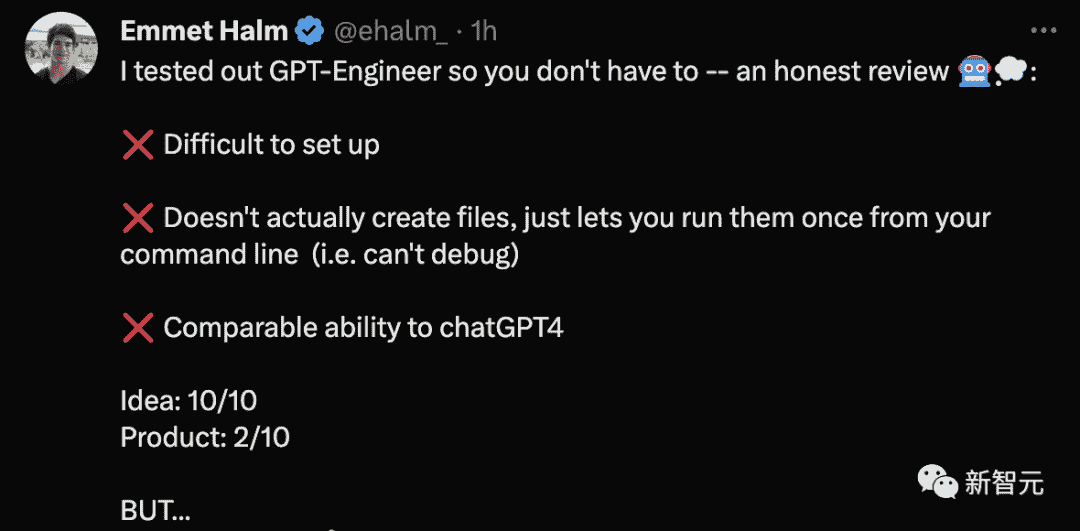 Emmet Halm @ehalm_ · 1h
I tested out GPT-Engineer so you don't have to -- an honest review 🤖💭:
❌ Difficult to set up
❌ Doesn't actually create files, just lets you run them once from your
command line (i.e. can't debug)
❌ Comparable ability to chatGPT4
Idea: 10/10
Product: 2/10
BUT...
新智元